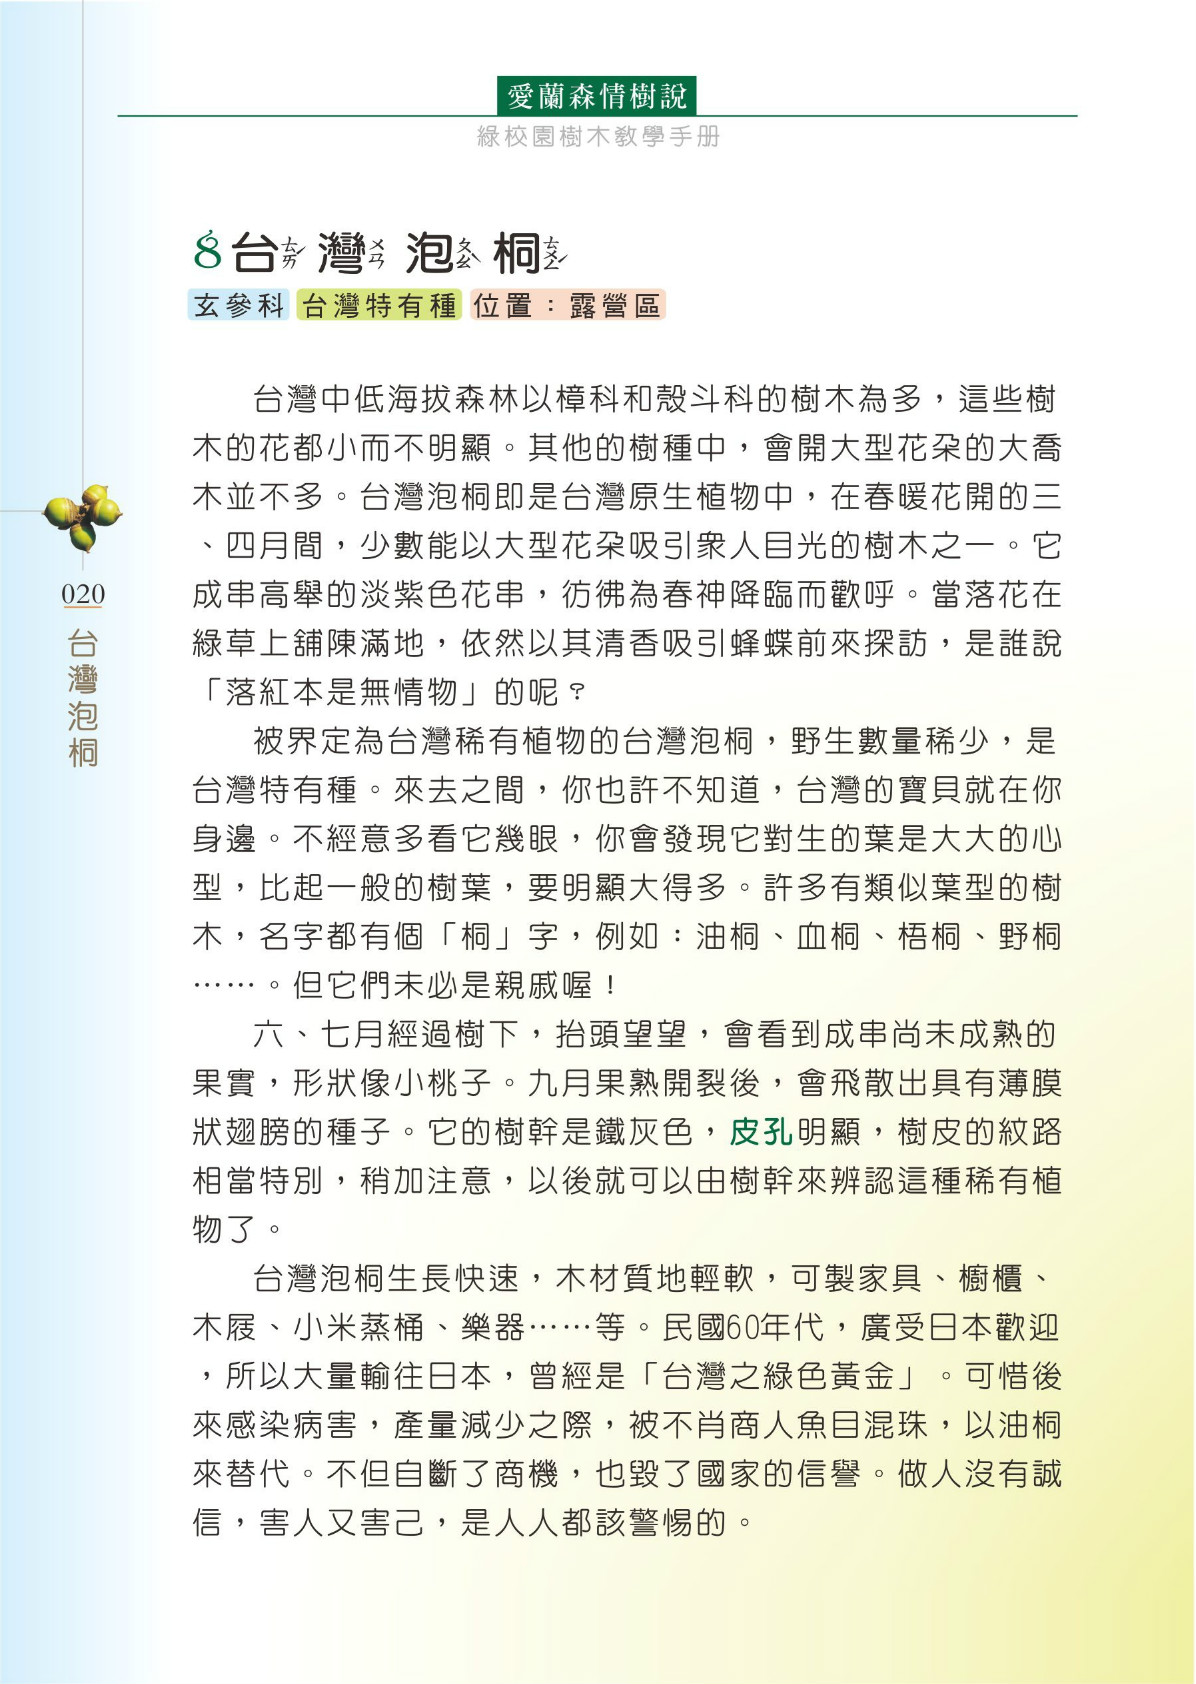 愛蘭森情樹說
綠校園樹木教學手册
8台ㄊㄞˊ灣ㄨㄢ泡ㄆㄠˋ桐ㄊㄨㄥˊ
玄參科 台灣特有種 位置：露營區
台灣中低海拔森林以樟科和殼斗科的樹木為多，這些樹
木的花都小而不明顯。其他的樹種中，會開大型花朵的大喬
木並不多。台灣泡桐即是台灣原生植物中，在春暖花開的三
、四月間，少數能以大型花朵吸引衆人目光的樹木之一。它
成串高舉的淡紫色花串，彷彿為春神降臨而歡呼。當落花在
綠草上舖陳滿地，依然以其清香吸引蜂蝶前來探訪，是誰說
「落紅本是無情物」的呢？
被界定為台灣稀有植物的台灣泡桐，野生數量稀少，是
台灣特有種。來去之間，你也許不知道，台灣的寶貝就在你
身邊。不經意多看它幾眼，你會發現它對生的葉是大大的心
型，比起一般的樹葉，要明顯大得多。許多有類似葉型的樹
木，名字都有個「桐」字，例如：油桐、血桐、梧桐、野桐
……。但它們未必是親戚喔！
六、七月經過樹下，抬頭望望，會看到成串尚未成熟的
果實，形狀像小桃子。九月果熟開裂後，會飛散出具有薄膜
狀翅膀的種子。它的樹幹是鐵灰色，皮孔明顯，樹皮的紋路
相當特別，稍加注意，以後就可以由樹幹來辨認這種稀有植
物了。
台灣泡桐生長快速，木材質地輕軟，可製家具、櫥櫃、
木屐、小米蒸桶、樂器……等。民國60年代，廣受日本歡迎
，所以大量輸往日本，曾經是「台灣之綠色黃金」。可惜後
來感染病害，產量減少之際，被不肖商人魚目混珠，以油桐
來替代。不但自斷了商機，也毀了國家的信譽。做人沒有誠
信，害人又害己，是人人都該警惕的。
020
台灣泡桐